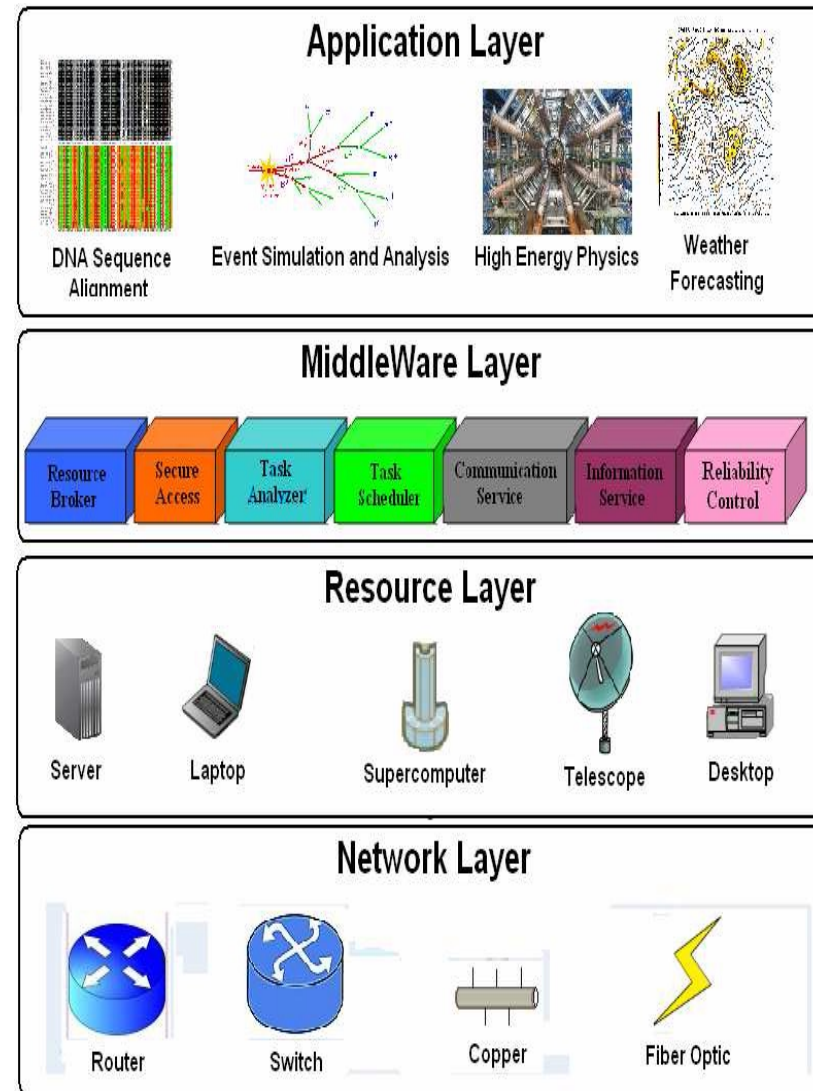 Application Layer
DNA Sequence
Alignment
Event Simulation and Analysis
High Energy Physics
Weather
Forecasting
MiddleWare Layer
Resource
Broker
Secure
Access
Task
Analyzer
Task
Scheduler
Communication
Service
Information
Service
Reliability
Control
Resource Layer
Server
Laptop
Supercomputer
Telescope
Desktop
Network Layer
Router
Switch
Copper
Fiber Optic